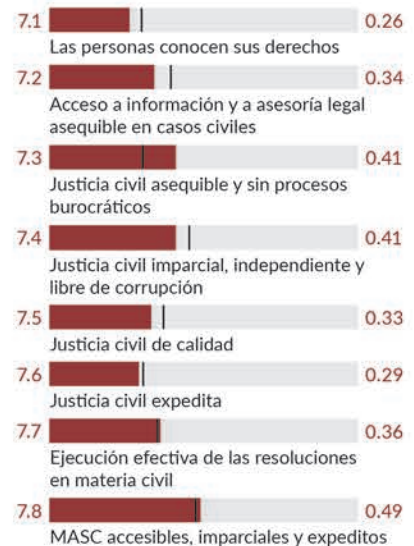 7.1 0.26
Las personas conocen sus derechos
7.2 0.34
Acceso a información y a asesoría legal
asequible en casos civiles
7.3 0.41
Justicia civil asequible y sin procesos
burocráticos
7.4 0.41
Justicia civil imparcial, independiente y
libre de corrupción
7.5 0.33
Justicia civil de calidad
7.6 0.29
Justicia civil expedita
7.7 0.36
Ejecución efectiva de las resoluciones
en materia civil
7.8 0.49
MASC accesibles, imparciales y expeditos